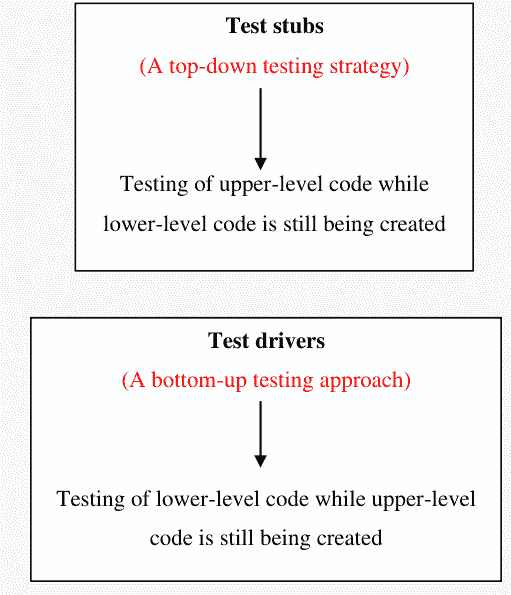 Test stubs
(A top-down testing strategy)
Testing of upper-level code while
lower-level code is still being created
Test drivers
(A bottom-up testing approach)
Testing of lower-level code while upper-level
code is still being created